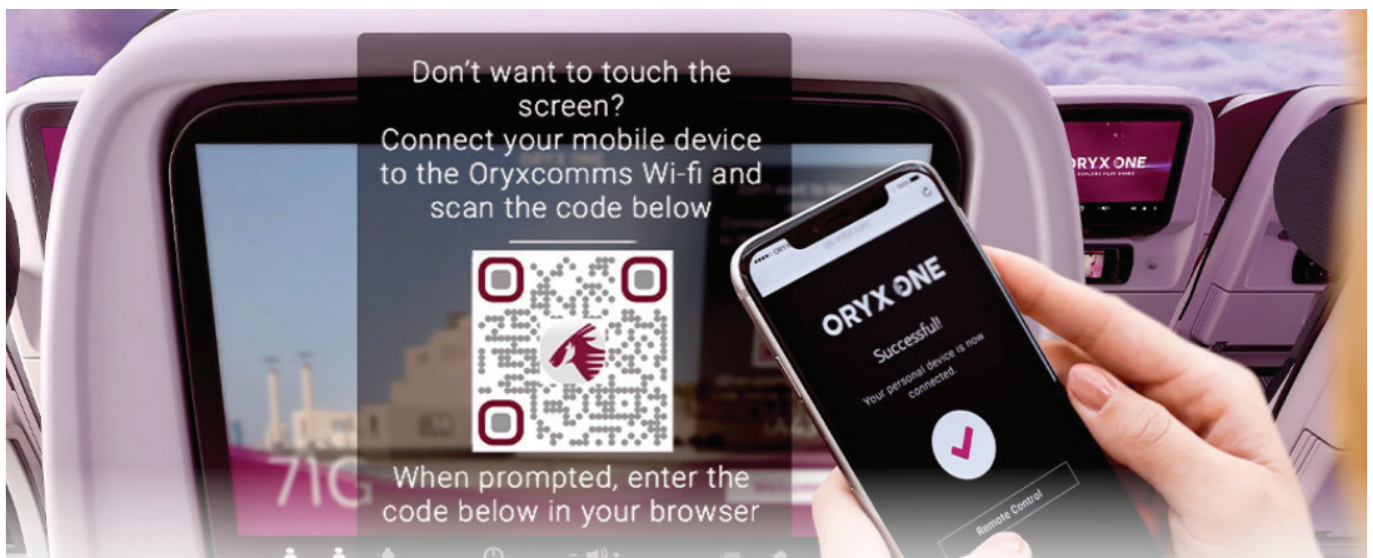 Don't want to touch the
screen?
Connect your mobile device
to the Oryxcomms Wi-fi and
scan the code below
When prompted, enter the
code below in your browser
71G
ORYX ONE
ORYX ONE
Successful!
Your personal device is now
connected.
Remote Control